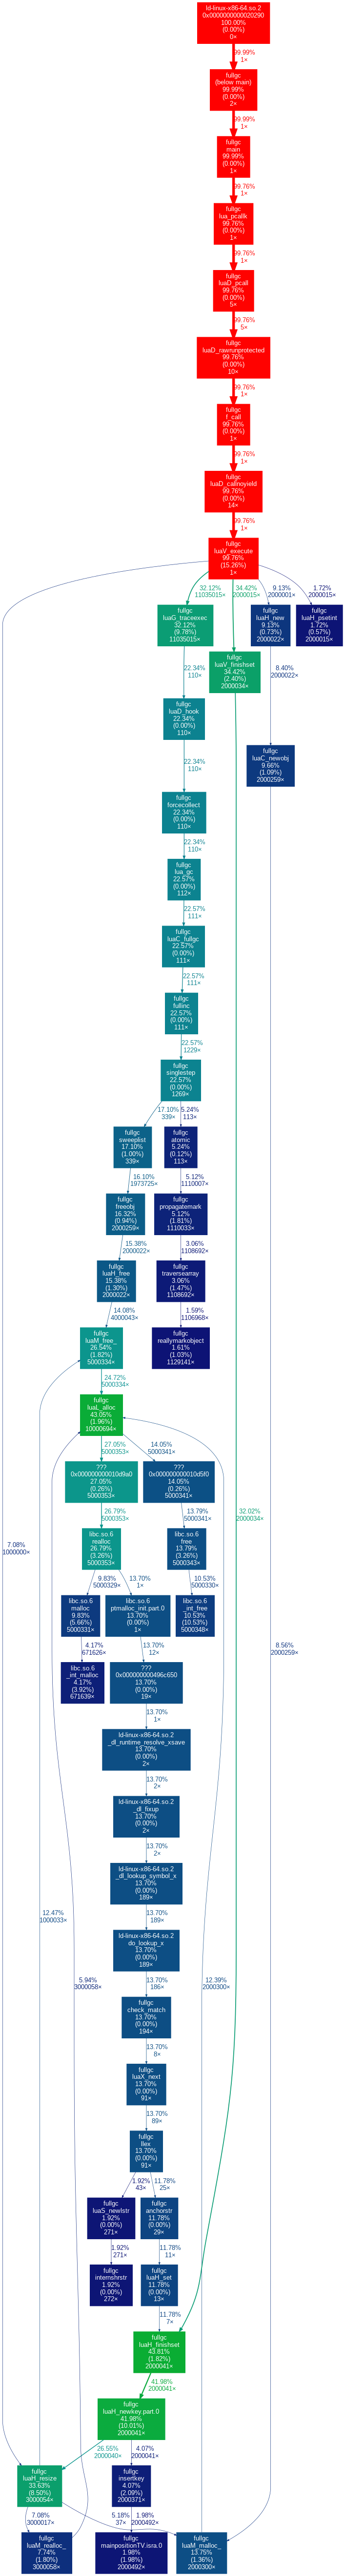 ld-linux-x86-64.so.2
0x0000000000020290
100.00%
(0.00%)
0×
99.99%
1×
fullgc
(below main)
99.99%
(0.00%)
2×
99.99%
1×
fullgc
main
99.99%
(0.00%)
1×
99.76%
1×
fullgc
lua_pcallk
99.76%
(0.00%)
1×
99.76%
1×
fullgc
luaD_pcall
99.76%
(0.00%)
5×
99.76%
5×
fullgc
luaD_rawrunprotected
99.76%
(0.00%)
10×
99.76%
1×
fullgc
f_call
99.76%
(0.00%)
1×
99.76%
1×
fullgc
luaD_callnoyield
99.76%
(0.00%)
14×
99.76%
1×
fullgc
luaV_execute
99.76%
(15.26%)
1×
32.12%
11035015×
34.42%
2000015×
9.13%
2000001×
1.72%
2000015×
fullgc
luaG_traceexec
32.12%
(9.78%)
11035015×
fullgc
luaH_new
9.13%
(0.73%)
2000022×
fullgc
luaH_psetint
1.72%
(0.57%)
2000015×
fullgc
luaV_finishset
34.42%
(2.40%)
2000034×
22.34%
110×
8.40%
2000022×
fullgc
luaD_hook
22.34%
(0.00%)
110×
fullgc
luaC_newobj
9.66%
(1.09%)
2000259×
22.34%
110×
fullgc
forcecollect
22.34%
(0.00%)
110×
22.34%
110×
fullgc
lua_gc
22.57%
(0.00%)
112×
22.57%
111×
fullgc
luaC_fullgc
22.57%
(0.00%)
111×
22.57%
111×
fullgc
fullinc
22.57%
(0.00%)
111×
22.57%
1229×
fullgc
singlestep
22.57%
(0.00%)
1269×
17.10%
339×
5.24%
113×
fullgc
sweeplist
17.10%
(1.00%)
339×
fullgc
atomic
5.24%
(0.12%)
113×
16.10%
1973725×
5.12%
1110007×
fullgc
freeobj
16.32%
(0.94%)
2000259×
fullgc
propagatemark
5.12%
(1.81%)
1110033×
15.38%
2000022×
3.06%
1108692×
fullgc
luaH_free
15.38%
(1.30%)
2000022×
fullgc
traversearray
3.06%
(1.47%)
1108692×
14.08%
4000043×
1.59%
1106968×
fullgc
luaM_free_
26.54%
(1.82%)
5000334×
fullgc
reallymarkobject
1.61%
(1.03%)
1129141×
24.72%
5000334×
fullgc
luaL_alloc
43.05%
(1.96%)
10000694×
27.05%
5000353×
14.05%
5000341×
???
0x000000000010d9a0
27.05%
(0.26%)
5000353×
???
0x000000000010d5f0
14.05%
(0.26%)
5000341×
26.79%
5000353×
13.79%
5000341×
32.02%
2000034×
libc.so.6
realloc
26.79%
(3.26%)
5000353×
libc.so.6
free
13.79%
(3.26%)
5000343×
7.08%
1000000×
9.83%
5000329×
13.70%
1×
10.53%
5000330×
8.56%
2000259×
libc.so.6
malloc
9.83%
(5.66%)
5000331×
libc.so.6
ptmalloc_init.part.0
13.70%
(0.00%)
1×
libc.so.6
_int_free
10.53%
(10.53%)
5000348×
4.17%
671626×
13.70%
12×
libc.so.6
_int_malloc
4.17%
(3.92%)
671639×
???
0x000000000496c650
13.70%
(0.00%)
19×
13.70%
1×
ld-linux-x86-64.so.2
_dl_runtime_resolve_xsave
13.70%
(0.00%)
2×
13.70%
2×
ld-linux-x86-64.so.2
_dl_fixup
13.70%
(0.00%)
2×
13.70%
2×
ld-linux-x86-64.so.2
_dl_lookup_symbol_x
13.70%
(0.00%)
189×
12.47%
1000033×
13.70%
189×
ld-linux-x86-64.so.2
do_lookup_x
13.70%
(0.00%)
189×
5.94%
3000058×
13.70%
186×
12.39%
2000300×
fullgc
check_match
13.70%
(0.00%)
194×
13.70%
8×
fullgc
luaX_next
13.70%
(0.00%)
91×
13.70%
89×
fullgc
llex
13.70%
(0.00%)
91×
1.92%
43×
11.78%
25×
fullgc
luaS_newlstr
1.92%
(0.00%)
271×
fullgc
anchorstr
11.78%
(0.00%)
29×
1.92%
271×
11.78%
11×
fullgc
internshrstr
1.92%
(0.00%)
272×
fullgc
luaH_set
11.78%
(0.00%)
13×
11.78%
7×
fullgc
luaH_finishset
43.81%
(1.82%)
2000041×
41.98%
2000041×
fullgc
luaH_newkey.part.0
41.98%
(10.01%)
2000041×
26.55%
2000040×
4.07%
2000041×
fullgc
luaH_resize
33.63%
(8.50%)
3000054×
fullgc
insertkey
4.07%
(2.09%)
2000371×
7.08%
3000017×
5.18%
37×
1.98%
2000492×
fullgc
luaM_realloc_
7.74%
(1.80%)
3000058×
fullgc
mainpositionTV.isra.0
1.98%
(1.98%)
2000492×
fullgc
luaM_malloc_
13.75%
(1.36%)
2000300×